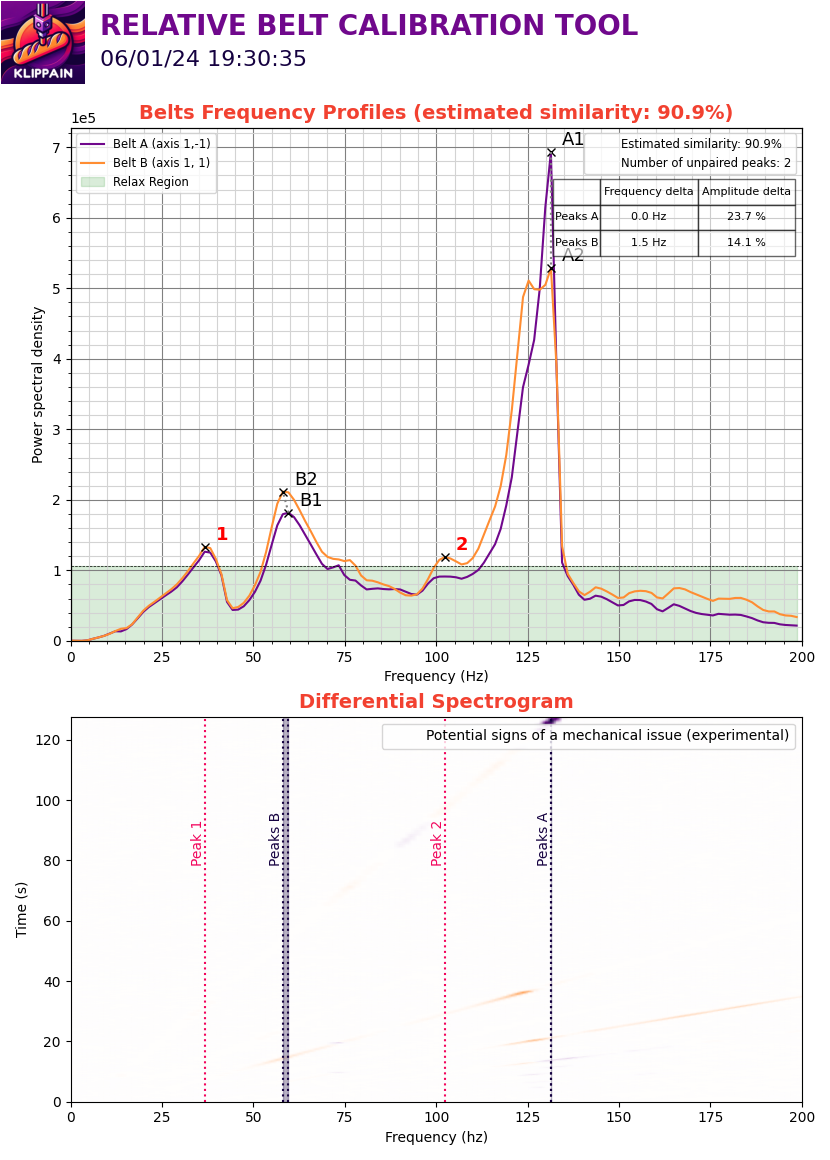 RELATIVE BELT CALIBRATION TOOL
06/01/24 19:30:35
KLIPPAIN
Belts Frequency Profiles (estimated similarity: 90.9%)
1e5
Belt A (axis 1,-1)
Belt B (axis 1, 1)
Relax Region
Estimated similarity: 90.9%
Number of unpaired peaks: 2
Frequency delta Amplitude delta
Peaks A 0.0 Hz 23.7 %
Peaks B 1.5 Hz 14.1 %
A1
A2
B2
B1
1
2
Power spectral density
7
6
5
4
3
2
1
0
0 25 50 75 100 125 150 175 200
Frequency (Hz)
Differential Spectrogram
Potential signs of a mechanical issue (experimental)
Peak 1
Peaks B
Peak 2
Peaks A
Time (s)
120
100
80
60
40
20
0
0 25 50 75 100 125 150 175 200
Frequency (hz)